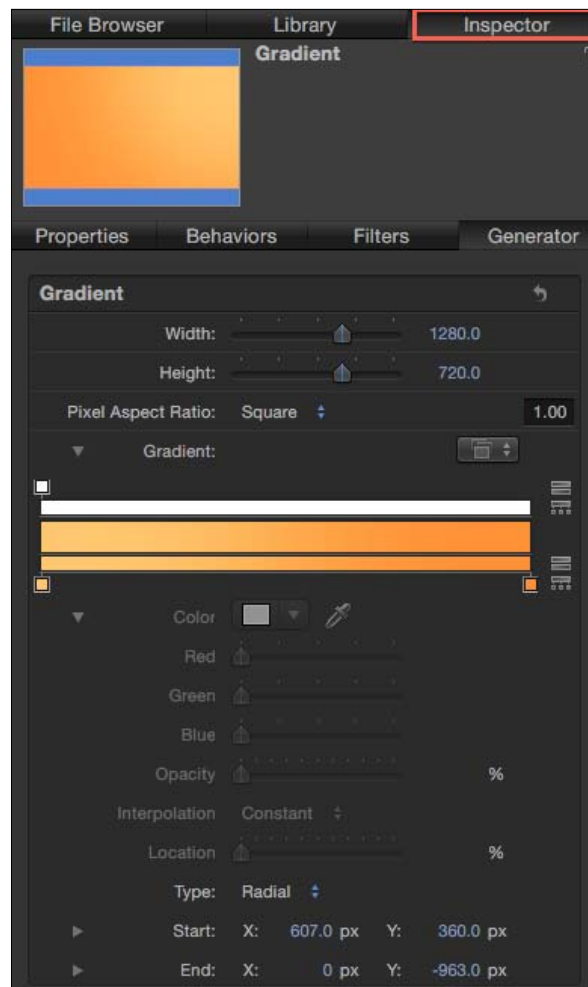 File Browser Library Inspector
Gradient
Properties Behaviors Filters Generator
Gradient
Width: 1280.0
Height: 720.0
Pixel Aspect Ratio: Square 1.00
Gradient:
Color
Red
Green
Blue
Opacity %
Interpolation Constant
Location %
Type: Radial
Start: X: 607.0 px Y: 360.0 px
End: X: 0 px Y: -963.0 px